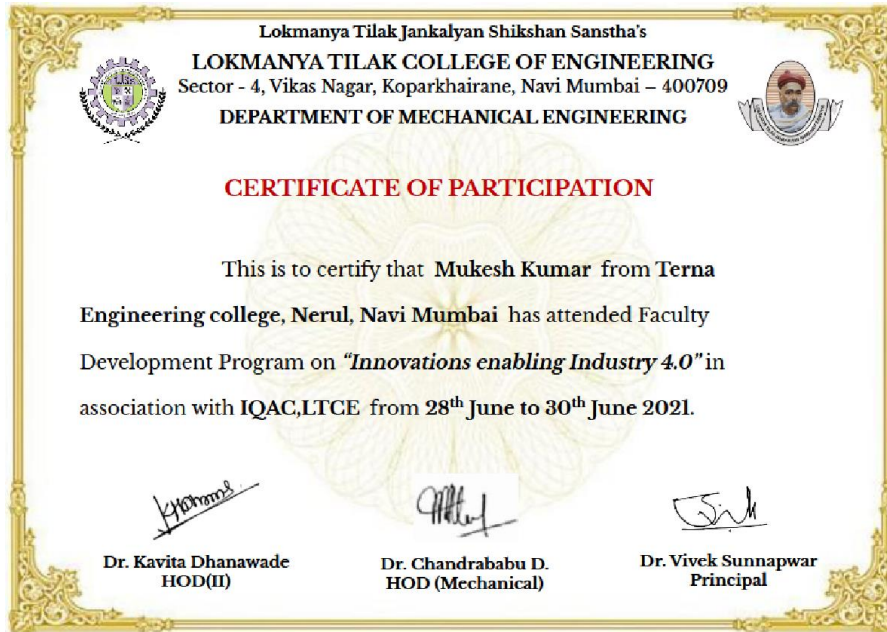 Lokmanya Tilak Jankalyan Shikshan Sanstha's
LOKMANYA TILAK COLLEGE OF ENGINEERING
Sector - 4, Vikas Nagar, Koparkhairane, Navi Mumbai – 400709
DEPARTMENT OF MECHANICAL ENGINEERING
CERTIFICATE OF PARTICIPATION
This is to certify that Mukesh Kumar from Terna
Engineering college, Nerul, Navi Mumbai has attended Faculty
Development Program on "Innovations enabling Industry 4.0" in
association with IQAC,LTCE from 28th June to 30th June 2021.
Dr. Kavita Dhanawade
HOD(II)
Dr. Chandrababu D.
HOD (Mechanical)
Dr. Vivek Sunnapwar
Principal